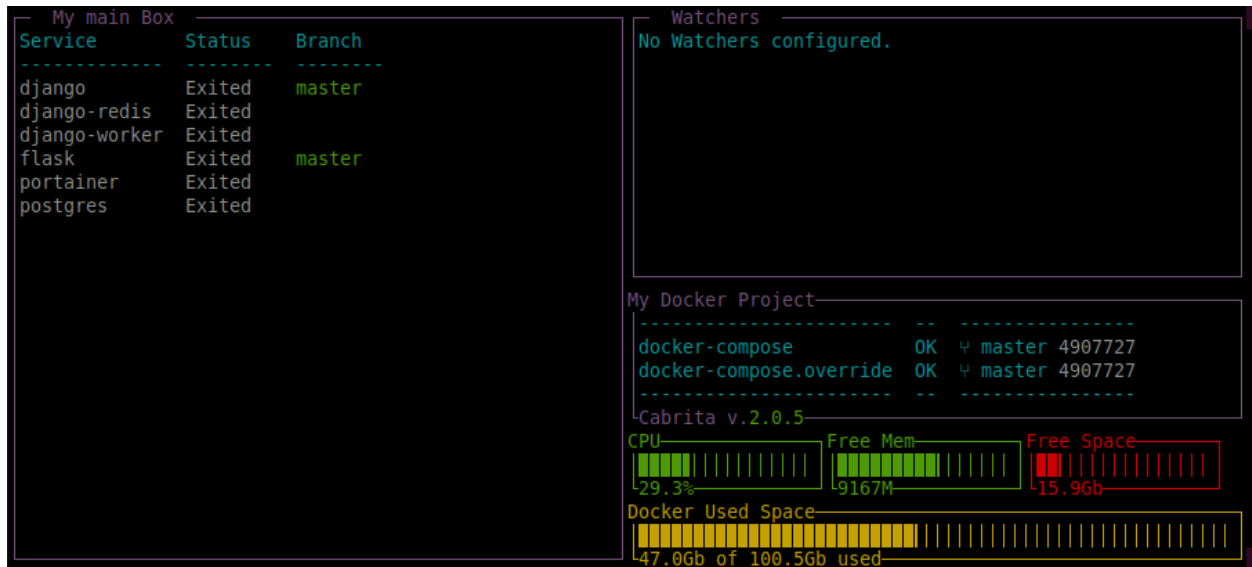 My main Box
Service Status Branch
------------- -------- --------
django Exited master
django-redis Exited
django-worker Exited
flask Exited master
portainer Exited
postgres Exited
Watchers
No Watchers configured.
My Docker Project
----------------------- -- ----------------
docker-compose OK ⑂ master 4907727
docker-compose.override OK ⑂ master 4907727
----------------------- -- ----------------
Cabrita v.2.0.5
CPU Free Mem Free Space
29.3% 9167M 15.9Gb
Docker Used Space
47.0Gb of 100.5Gb used